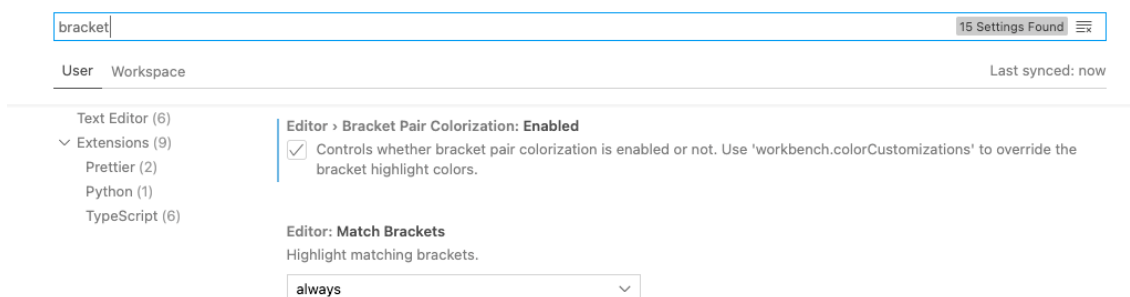 bracket
15 Settings Found
User
Workspace
Last synced: now
Text Editor (6)
Extensions (9)
Prettier (2)
Python (1)
TypeScript (6)
Editor › Bracket Pair Colorization: Enabled
Controls whether bracket pair colorization is enabled or not. Use 'workbench.colorCustomizations' to override the
bracket highlight colors.
Editor: Match Brackets
Highlight matching brackets.
always